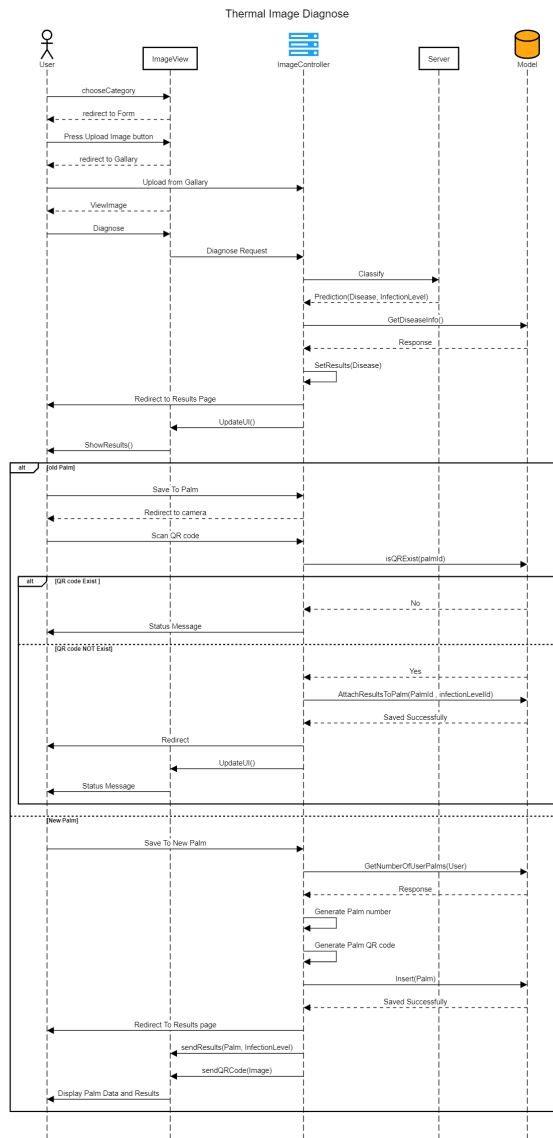 Thermal Image Diagnose
User
ImageView
ImageController
Server
Model
chooseCategory
redirect to Form
Press Upload Image button
redirect to Gallary
Upload from Gallary
ViewImage
Diagnose
Diagnose Request
Classify
Prediction(Disease, InfectionLevel)
GetDiseaseInfo()
Response
SetResults(Disease)
Redirect to Results Page
UpdateUI()
ShowResults()
alt
[old Palm]
Save To Palm
Redirect to camera
Scan QR code
isQRExist(palmId)
alt
[QR code Exist ]
No
Status Message
[QR code NOT Exist]
Yes
AttachResultsToPalm(PalmId , infectionLevelId)
Saved Successfully
Redirect
UpdateUI()
Status Message
[New Palm]
Save To New Palm
GetNumberOfUserPalms(User)
Response
Generate Palm number
Generate Palm QR code
Insert(Palm)
Saved Successfully
Redirect To Results page
sendResults(Palm, InfectionLevel)
sendQRCode(Image)
Display Palm Data and Results